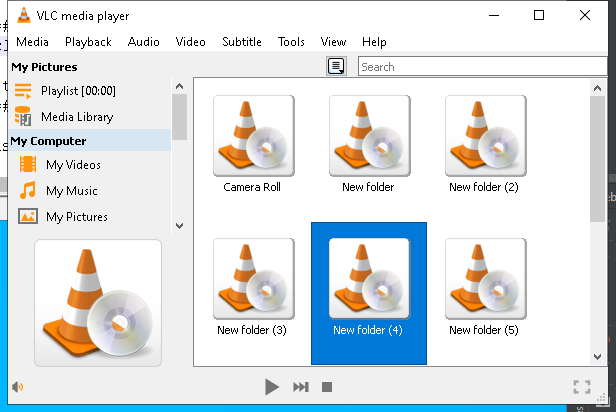 VLC media player
Media Playback Audio Video Subtitle Tools View Help
My Pictures
Search
Playlist [00:00]
Media Library
My Computer
My Videos
My Music
My Pictures
Camera Roll New folder New folder (2)
New folder (3) New folder (4) New folder (5)